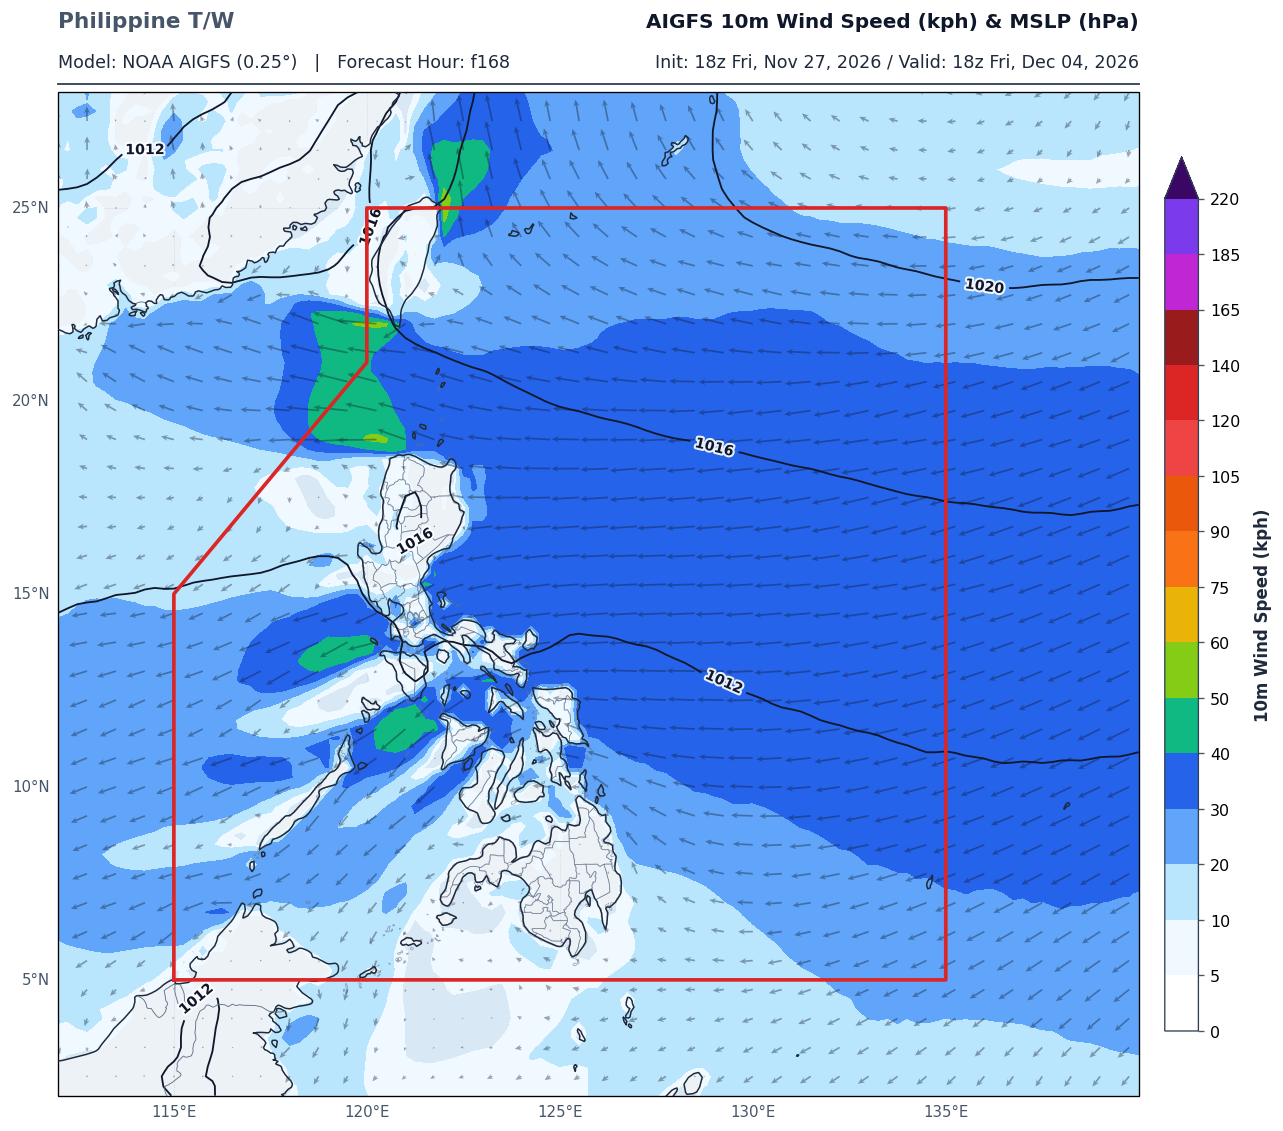 Philippine T/W
AIGFS 10m Wind Speed (kph) & MSLP (hPa)
Model: NOAA AIGFS (0.25°)   |   Forecast Hour: f168
Init: 18z Fri, Nov 27, 2026 / Valid: 18z Fri, Dec 04, 2026
1012
1016
1020
1016
1016
1012
1012
25°N
20°N
15°N
10°N
5°N
115°E
120°E
125°E
130°E
135°E
220
185
165
140
120
105
90
75
60
50
40
30
20
10
5
0
10m Wind Speed (kph)